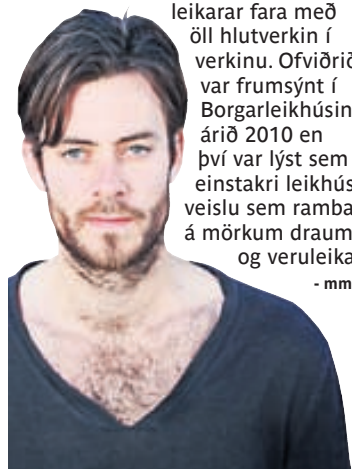 leikarar fara með
öll hlutverkin í
verkinu. Ofviðrið
var frumsýnt í
Borgarleikhúsin
árið 2010 en
því var lýst sem
einstakri leikhús
veislu sem ramba
á mörkum draum
og veruleika
- mm